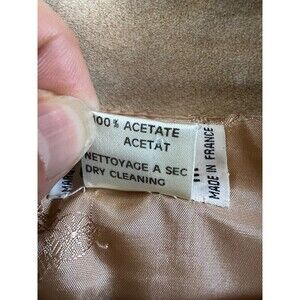 100% ACETATE
ACETAT
NETTOYAGE A SEC
DRY CLEANING
MADE IN FRANCE